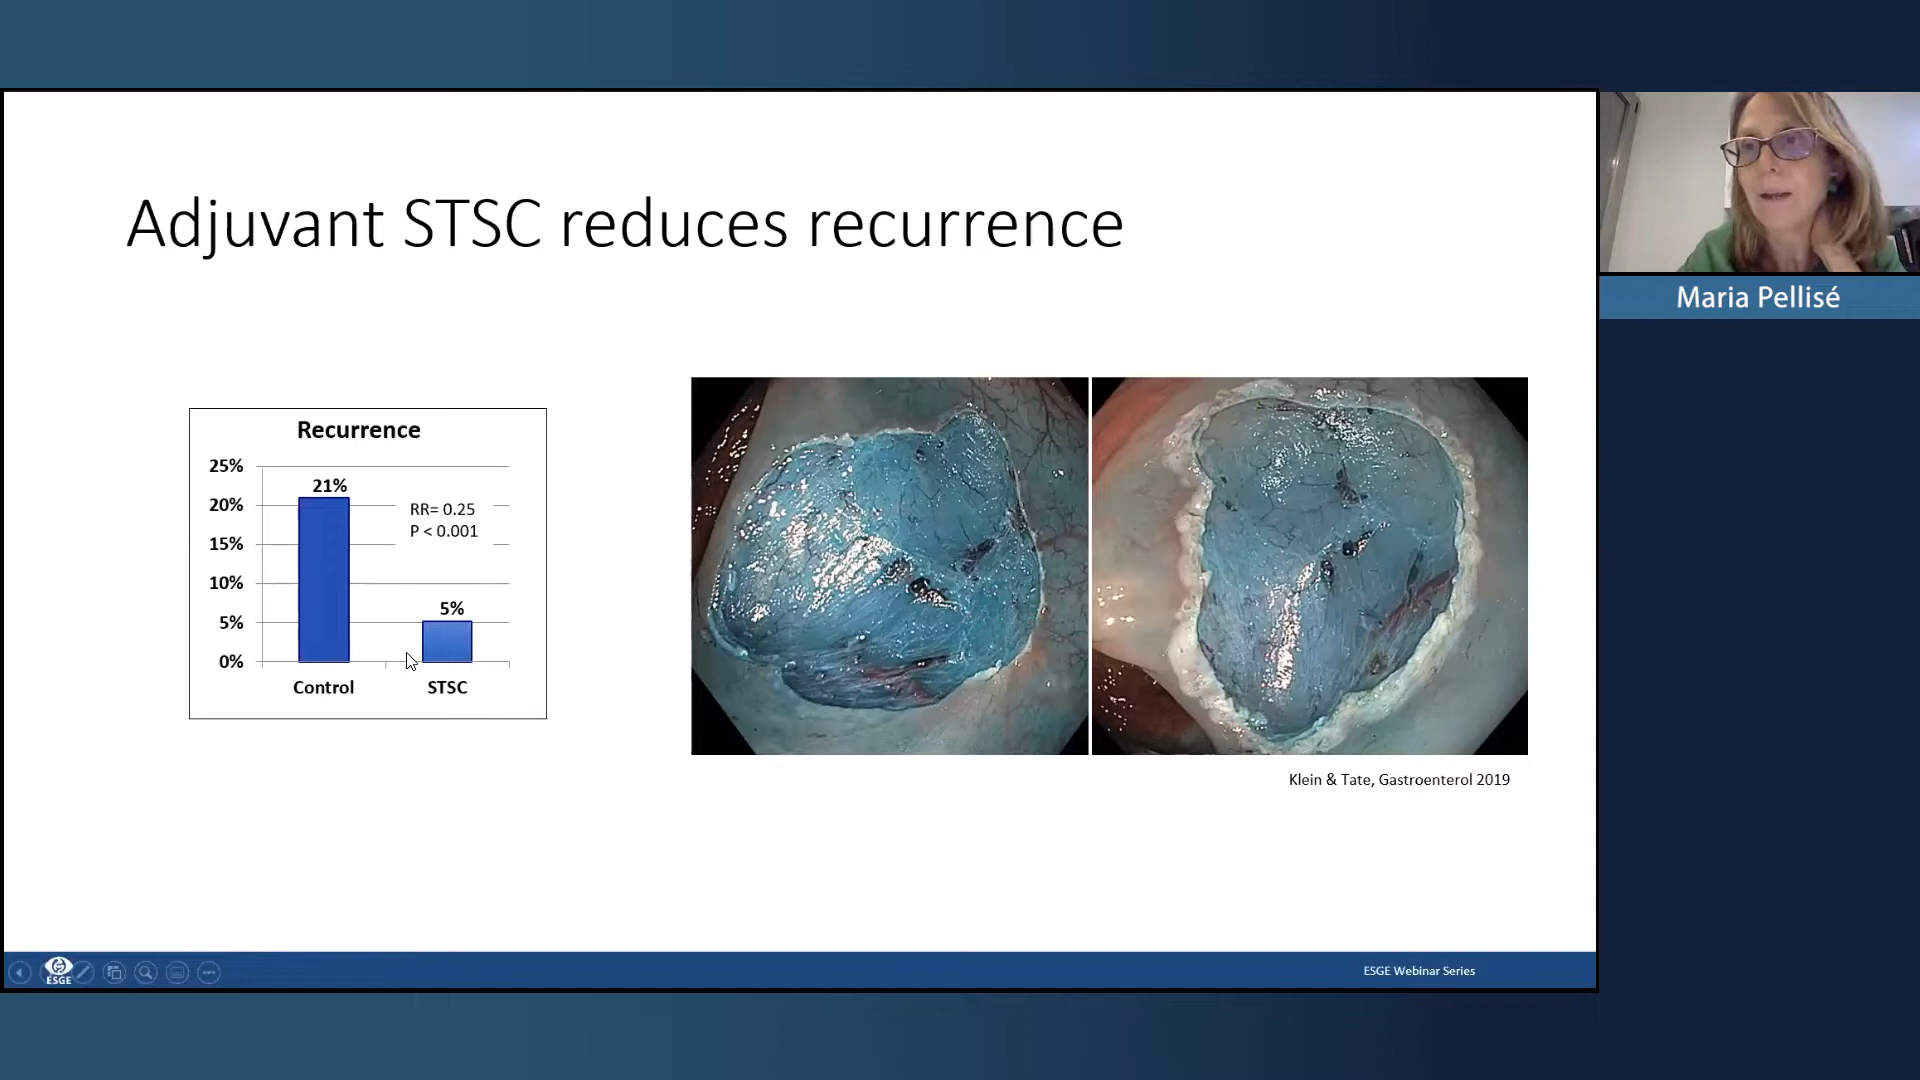 Adjuvant STSC reduces recurrence
Recurrence
25%
20%
15%
10%
5%
0%
21%
RR= 0.25
P < 0.001
5%
Control
STSC
Klein & Tate, Gastroenterol 2019
ESGE
ESGE Webinar Series
Maria Pellisé